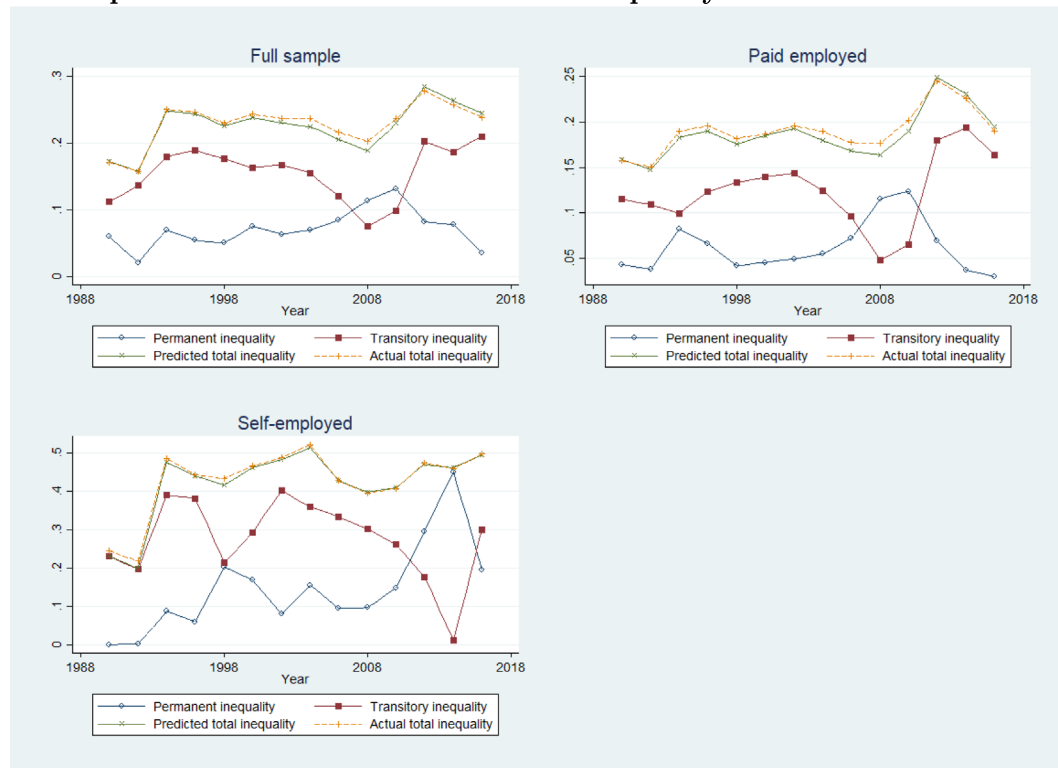 Full sample
.3
.2
.1
0
1988 1998 2008 2018
Year
Permanent inequality Transitory inequality
Predicted total inequality Actual total inequality
Paid employed
.25
.2
.15
.1
.05
1988 1998 2008 2018
Year
Permanent inequality Transitory inequality
Predicted total inequality Actual total inequality
Self-employed
.5
.4
.3
.2
.1
0
1988 1998 2008 2018
Year
Permanent inequality Transitory inequality
Predicted total inequality Actual total inequality